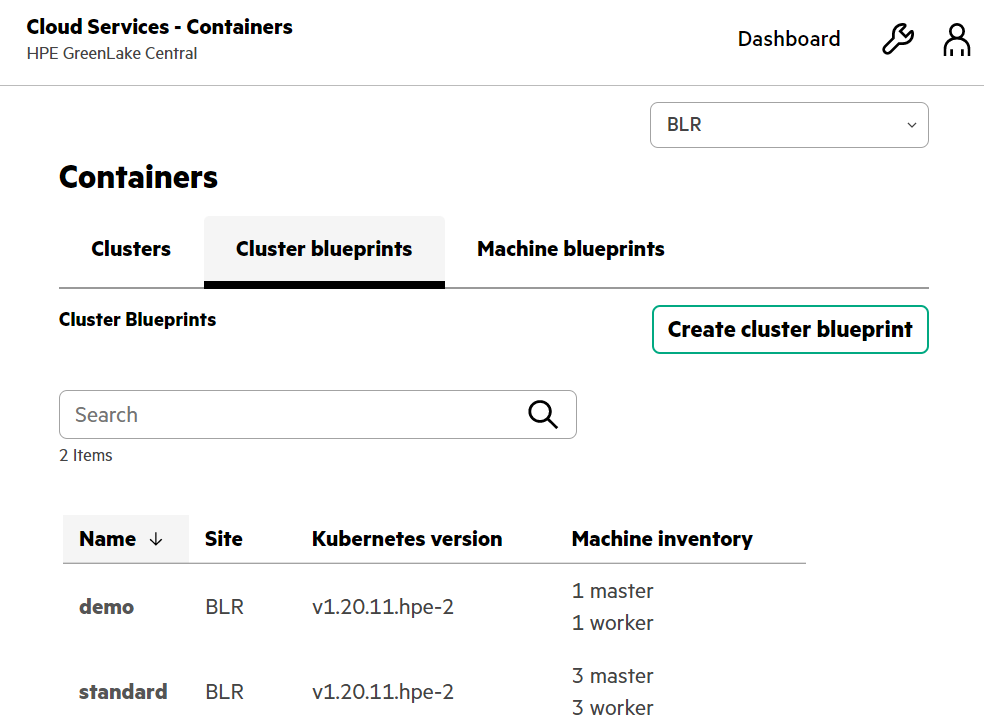 Cloud Services - Containers
HPE GreenLake Central
Dashboard
BLR
Containers
Clusters Cluster blueprints Machine blueprints
Cluster Blueprints
Create cluster blueprint
Search
2 Items
Name Site Kubernetes version Machine inventory
demo BLR v1.20.11.hpe-2 1 master
1 worker
standard BLR v1.20.11.hpe-2 3 master
3 worker